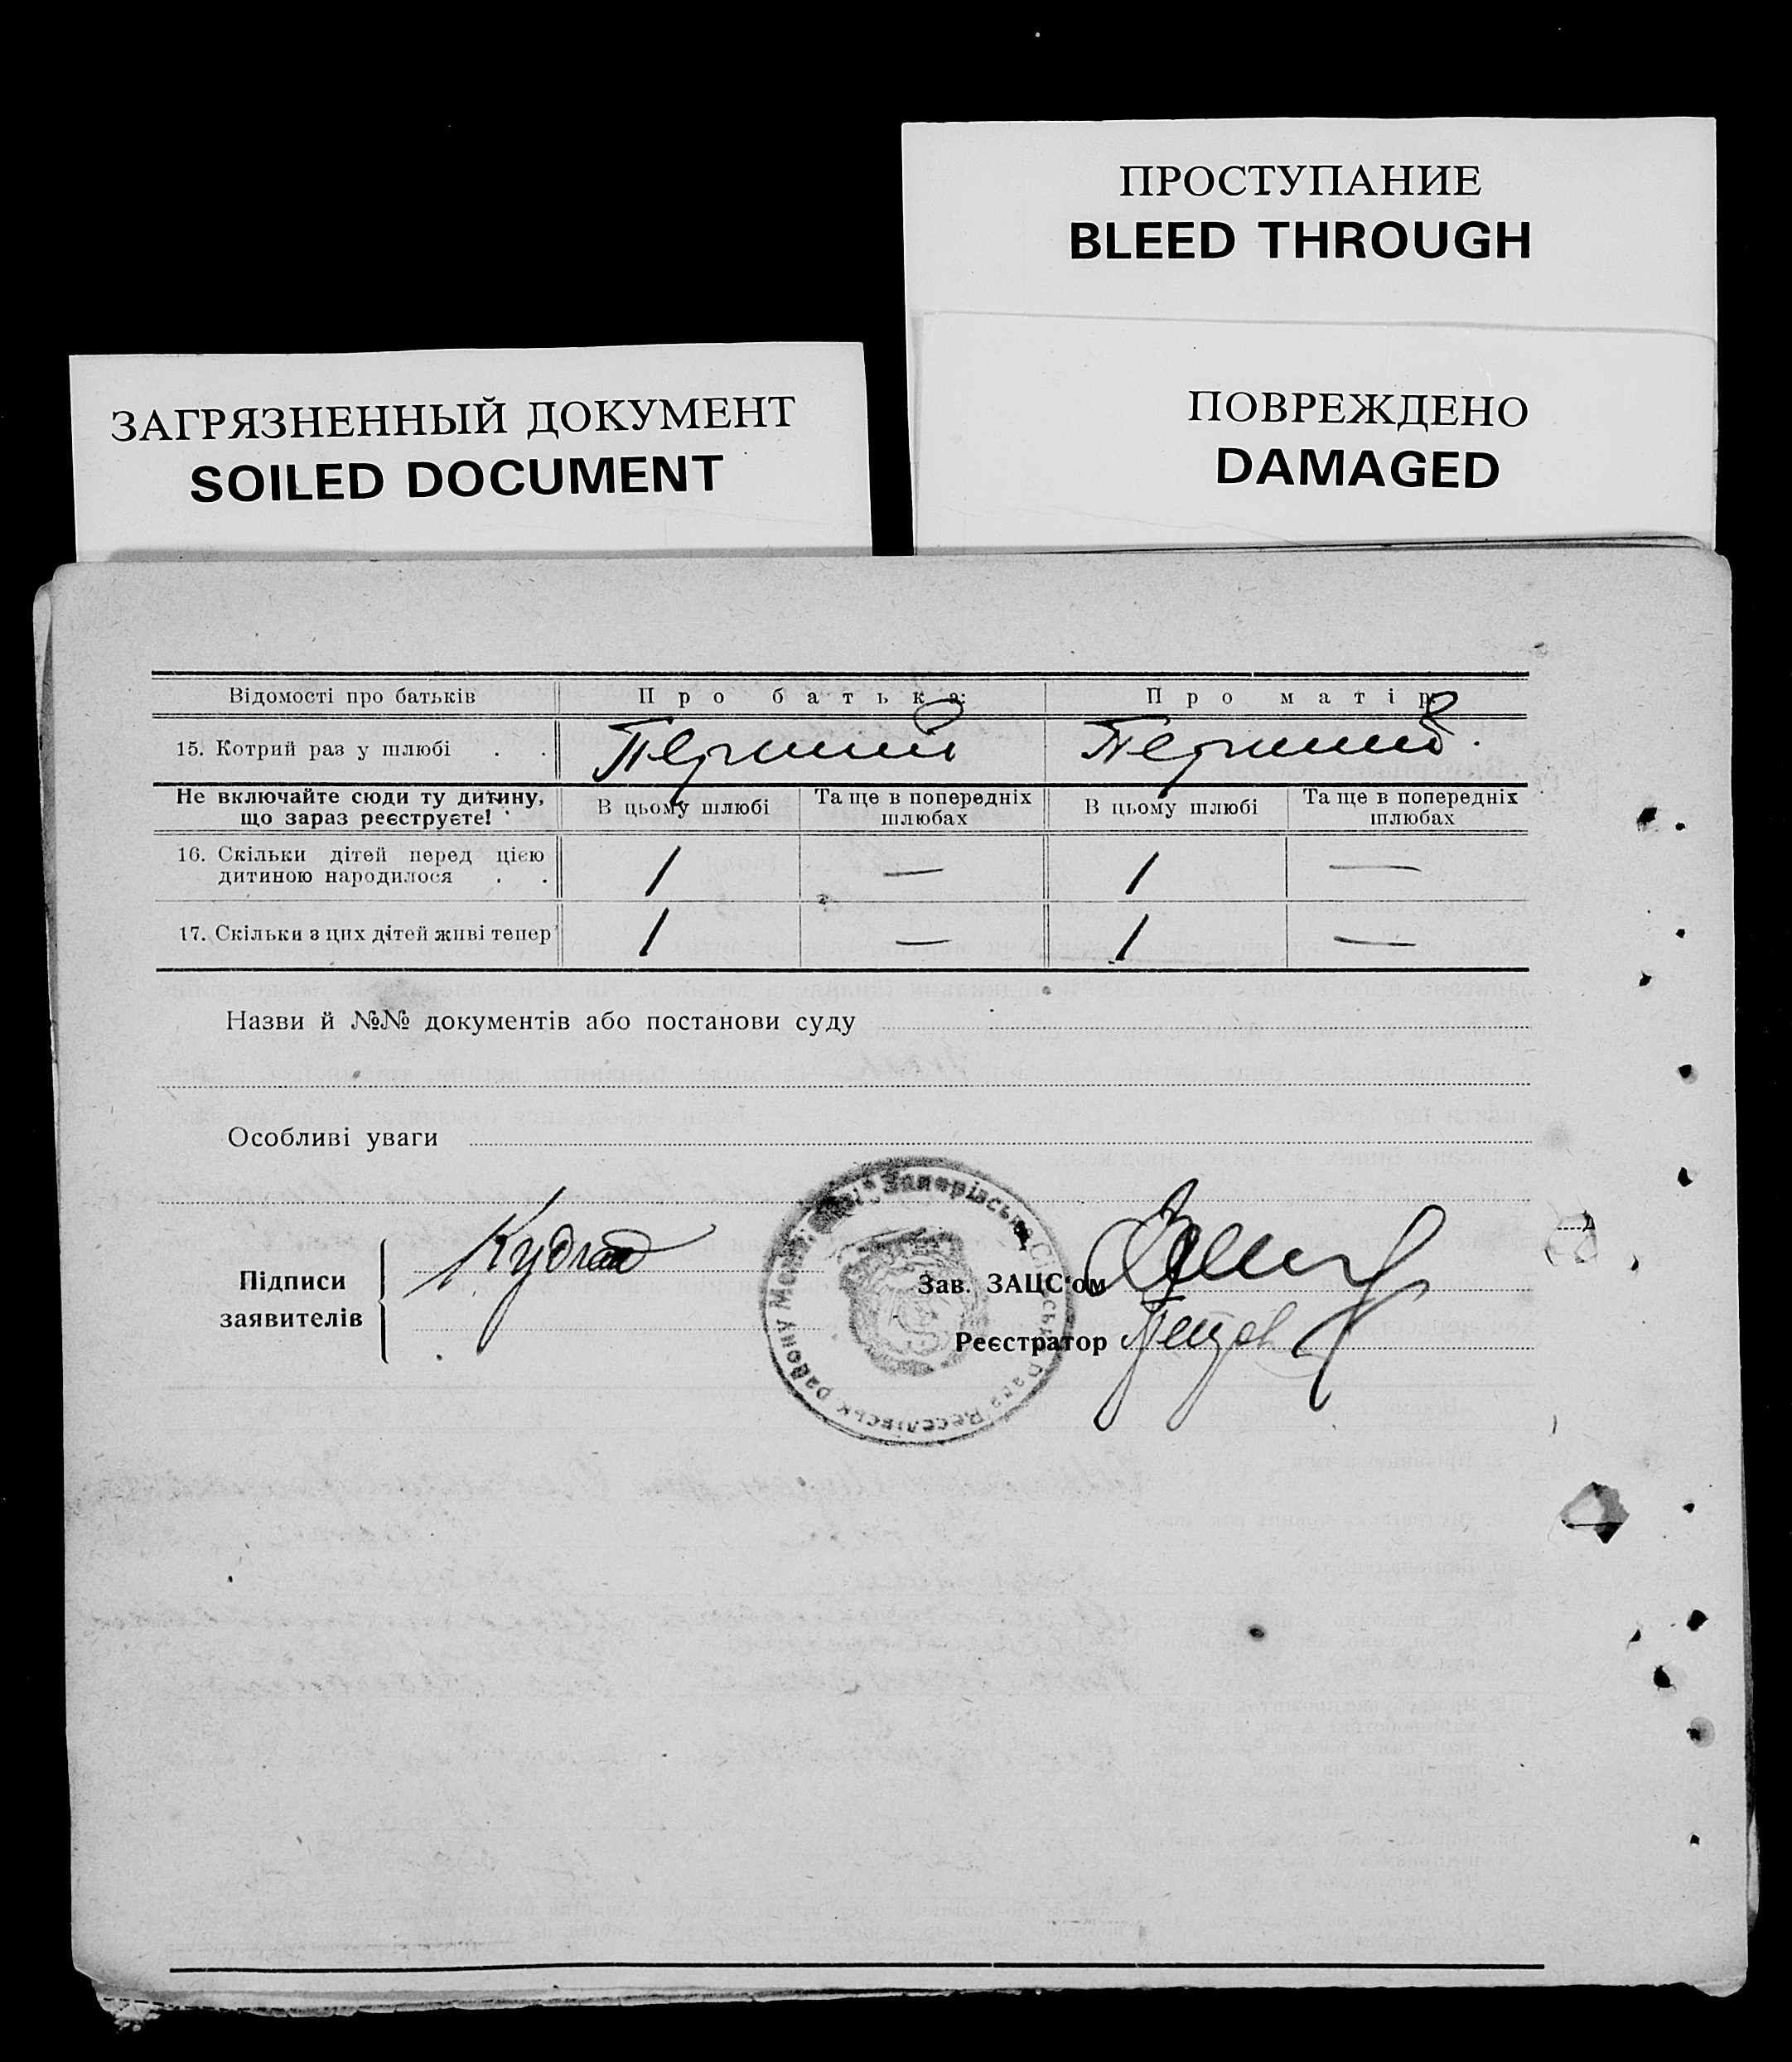 ПРОСТУПАНИЕ
BLEED THROUGH
ЗАГРЯЗНЕННЫЙ ДОКУМЕНТ
SOILED DOCUMENT
ПОВРЕЖДЕНО
DAMAGED
Відомості про батьків Про батька: Про матір:
15. Котрий раз у шлюбі . . Перший Перший.
Не включайте сюди ту дитину, що зараз реєструєте! В цьому шлюбі Та ще в попередніх шлюбах В цьому шлюбі Та ще в попередніх шлюбах
16. Скільки дітей перед цією
дитиною народилося . . 1 — 1 —
17. Скільки з цих дітей живі тепер 1 — 1 —
Назви й №№ документів або постанови суду
Особливі уваги
Підписи
заявителів
Зав. ЗАЦС'ом
Реєстратор